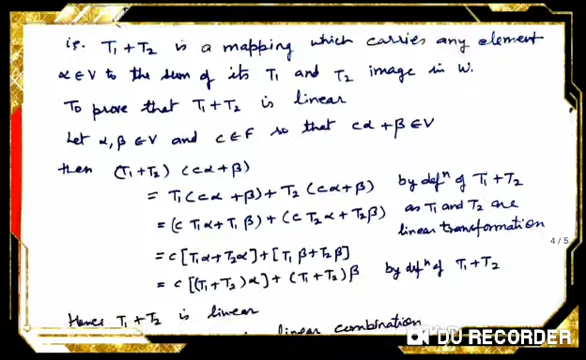 i.e. T₁ + T₂ is a mapping which carries any element
α ∈ V to the sum of its T₁ and T₂ image in W.
To prove that T₁ + T₂ is linear
Let α, β ∈ V and c ∈ F so that cα + β ∈ V
then (T₁ + T₂) (cα + β)
= T₁(cα + β) + T₂(cα + β) by defⁿ of T₁ + T₂
= (c T₁α + T₁β) + (c T₂α + T₂β) as T₁ and T₂ are
linear transformation
4/5
= c[T₁α + T₂α] + [T₁β + T₂β]
= c[(T₁ + T₂)α] + (T₁ + T₂)β by defⁿ of T₁ + T₂
Hence T₁ + T₂ is linear
linear combination
DU RECORDER